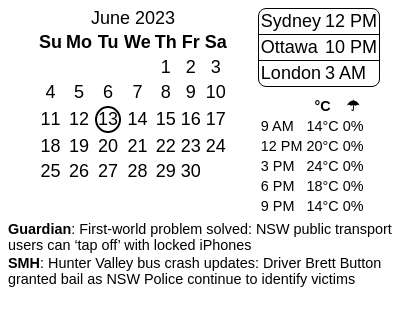 June 2023
Su Mo Tu We Th Fr Sa
1 2 3
4 5 6 7 8 9 10
11 12 13 14 15 16 17
18 19 20 21 22 23 24
25 26 27 28 29 30
Sydney 12 PM
Ottawa 10 PM
London 3 AM
°C ☂
9 AM 14°C 0%
12 PM 20°C 0%
3 PM 24°C 0%
6 PM 18°C 0%
9 PM 14°C 0%
Guardian: First-world problem solved: NSW public transport
users can ‘tap off’ with locked iPhones
SMH: Hunter Valley bus crash updates: Driver Brett Button
granted bail as NSW Police continue to identify victims